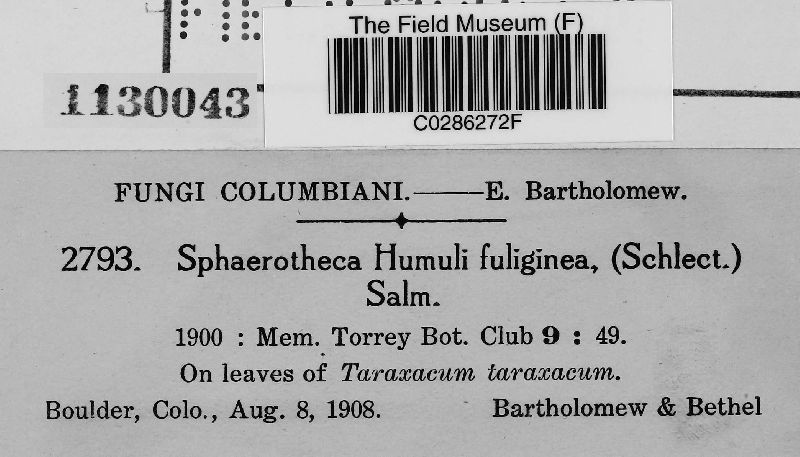 The Field Museum (F)
C0286272F
1130043
FUNGI COLUMBIANI.——E. Bartholomew.
2793. Sphaerotheca Humuli fuliginea, (Schlect.)
Salm.
1900 : Mem. Torrey Bot. Club 9 : 49.
On leaves of Taraxacum taraxacum.
Boulder, Colo., Aug. 8, 1908. Bartholomew & Bethel